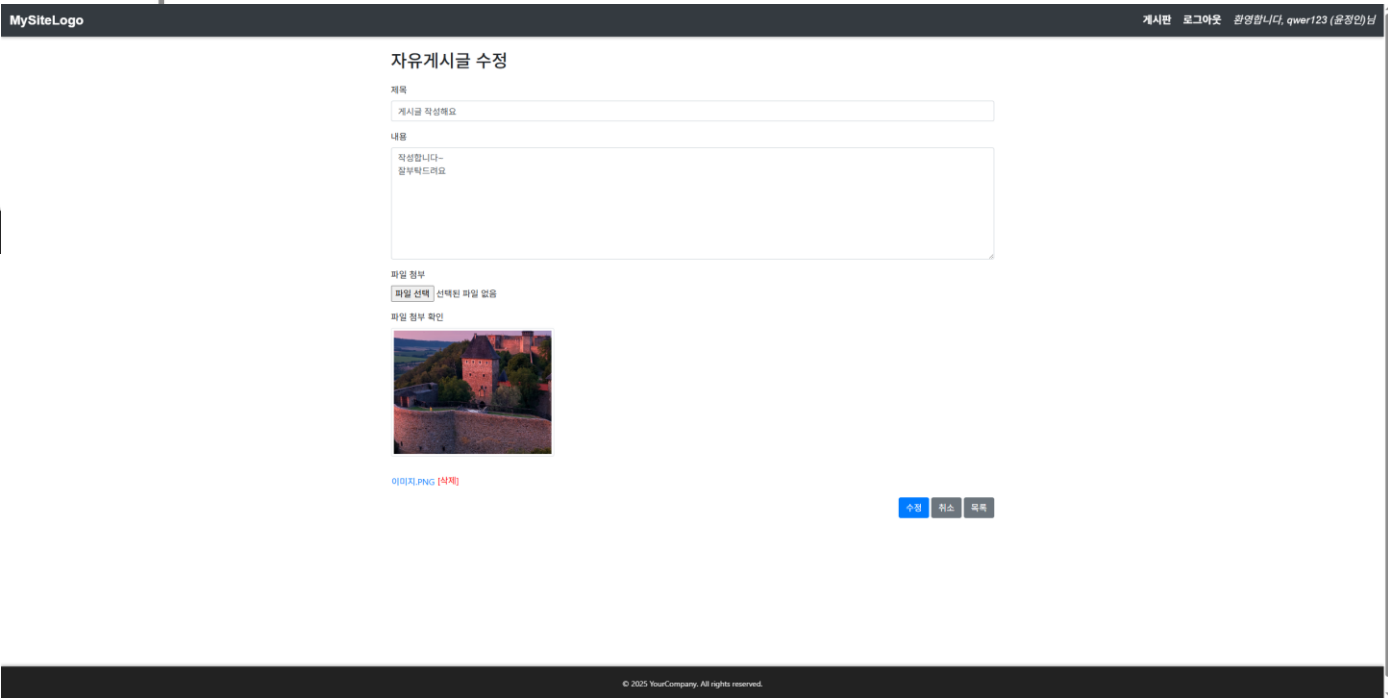 MySiteLogo
게시판 로그아웃 환영합니다, qwer123 (윤정인)님
자유게시글 수정
제목
게시글 작성해요
내용
작성합니다~
잘부탁드려요
파일 첨부
파일 선택 선택된 파일 없음
파일 첨부 확인
이미지.PNG [삭제]
수정 취소 목록
© 2025 YourCompany. All rights reserved.